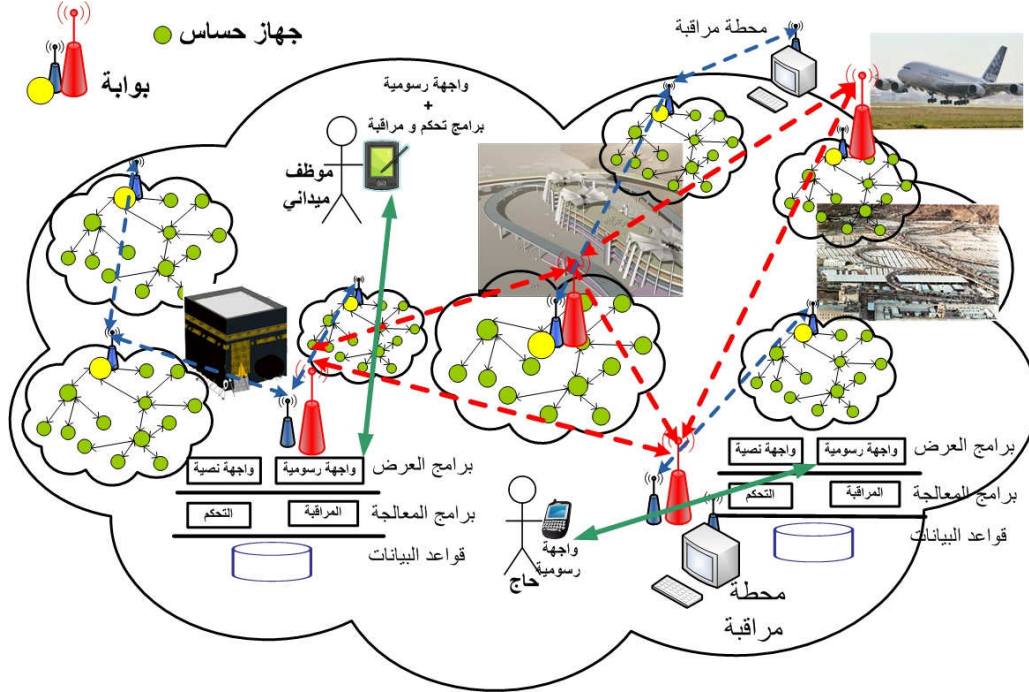 جهاز حساس
بوابة
محطة مراقبة
واجهة رسومية
+
برامج تحكم و مراقبة
موظف
ميداني
برامج العرض
واجهة رسومية
واجهة نصية
برامج المعالجة
المراقبة
التحكم
قواعد البيانات
برامج العرض
واجهة رسومية
واجهة نصية
برامج المعالجة
المراقبة
التحكم
قواعد البيانات
واجهة
رسومية
حاج
محطة
مراقبة